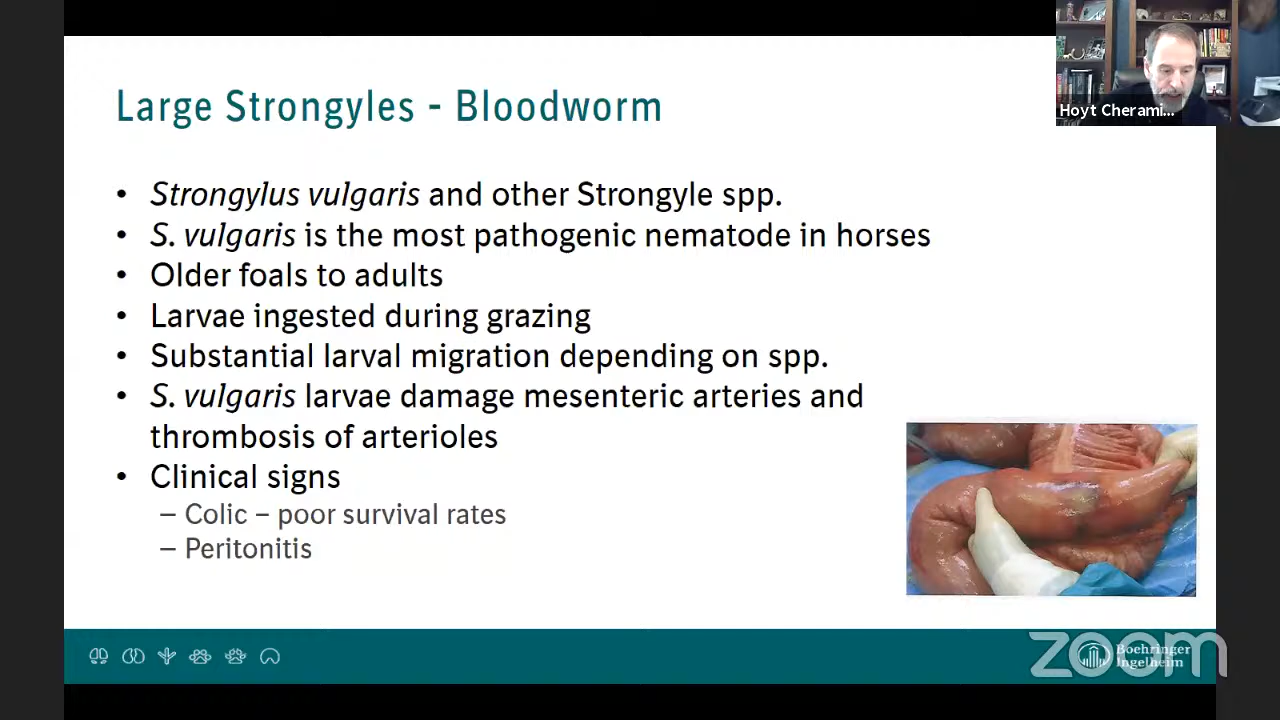 Large Strongyles - Bloodworm
Hoyt Cherami...
• Strongylus vulgaris and other Strongyle spp.
• S. vulgaris is the most pathogenic nematode in horses
• Older foals to adults
• Larvae ingested during grazing
• Substantial larval migration depending on spp.
• S. vulgaris larvae damage mesenteric arteries and
thrombosis of arterioles
• Clinical signs
– Colic – poor survival rates
– Peritonitis
zoom
Boehringer
Ingelheim